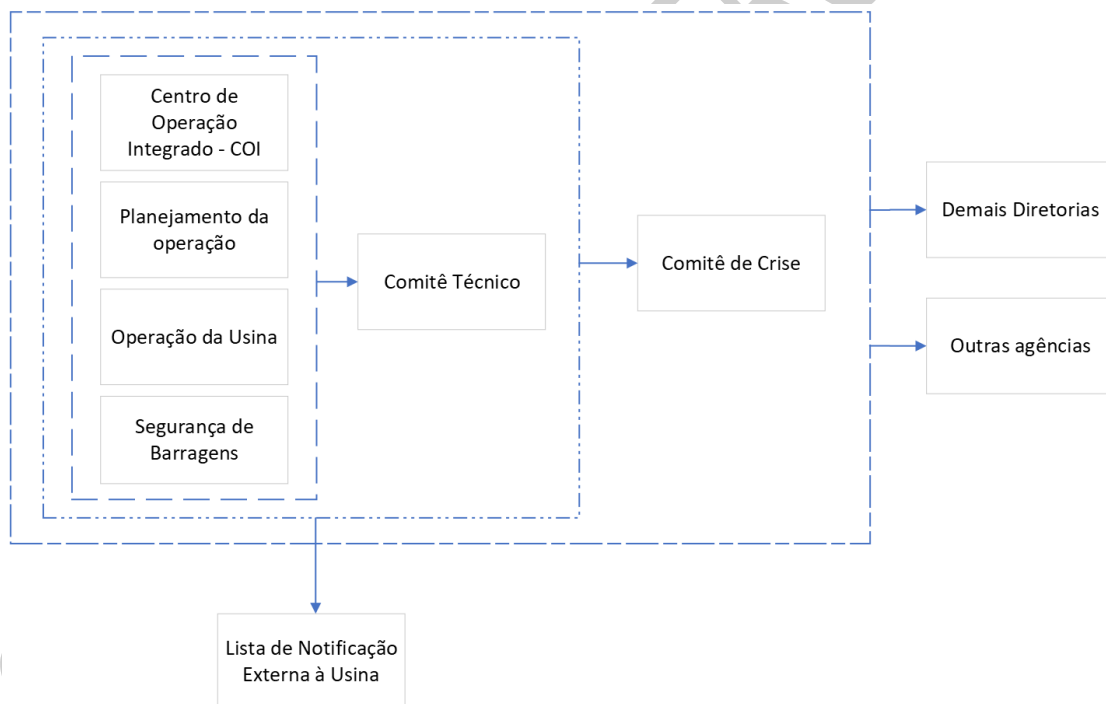 Centro de
Operação
Integrado - COI
Planejamento da
operação
Operação da Usina
Segurança de
Barragens
Comitê Técnico
Comitê de Crise
Demais Diretorias
Outras agências
Lista de Notificação
Externa à Usina